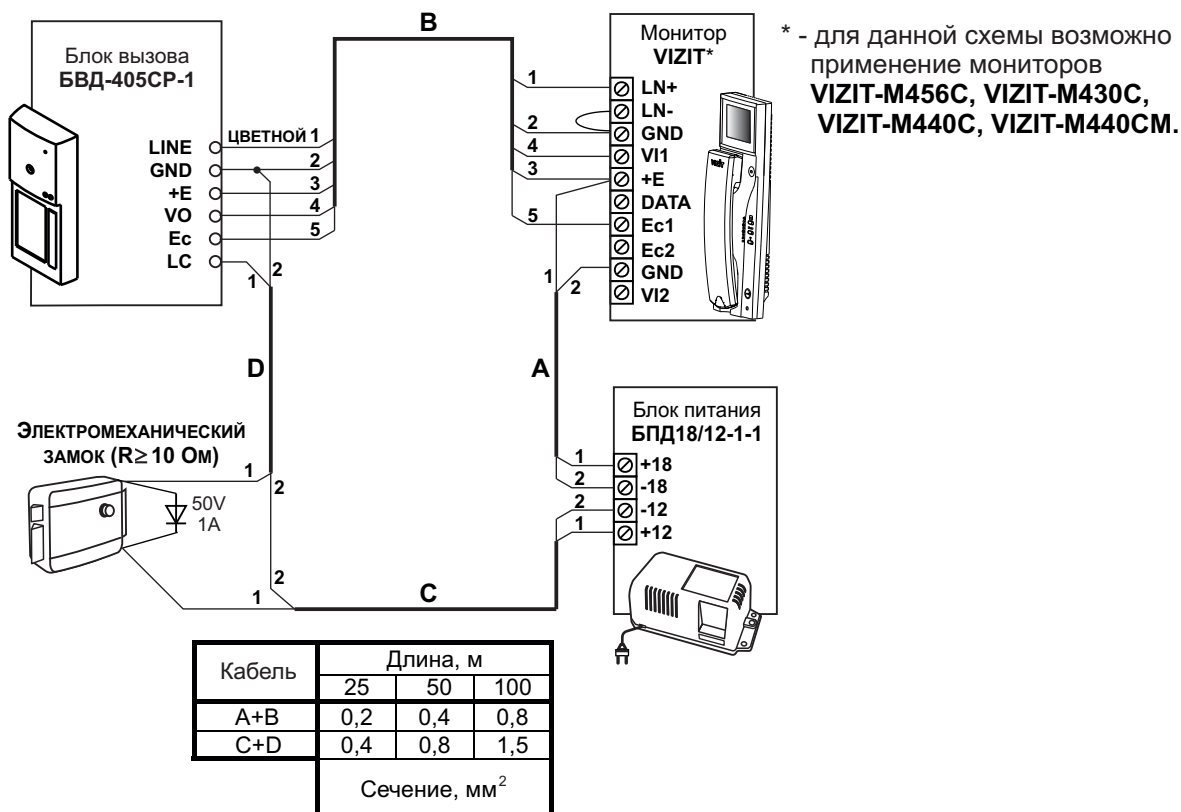 B
Блок вызова
БВД-405CP-1
LINE
GND
+E
VO
Ec
LC
ЦВЕТНОЙ 1
2
3
4
5
1
2
Монитор
VIZIT*
1
2
4
3
5
LN+
LN-
GND
VI1
+E
DATA
Ec1
Ec2
GND
VI2
1
2
* - для данной схемы возможно
применение мониторов
VIZIT-M456C, VIZIT-M430C,
VIZIT-M440C, VIZIT-M440CM.
D
A
ЭЛЕКТРОМЕХАНИЧЕСКИЙ
ЗАМОК (R≥ 10 ОМ)
1
2
50V
1A
2
1
C
Блок питания
БПД18/12-1-1
1
2
2
1
+18
-18
-12
+12
Кабель
Длина, м
25 50 100
A+B 0,2 0,4 0,8
C+D 0,4 0,8 1,5
Сечение, мм²